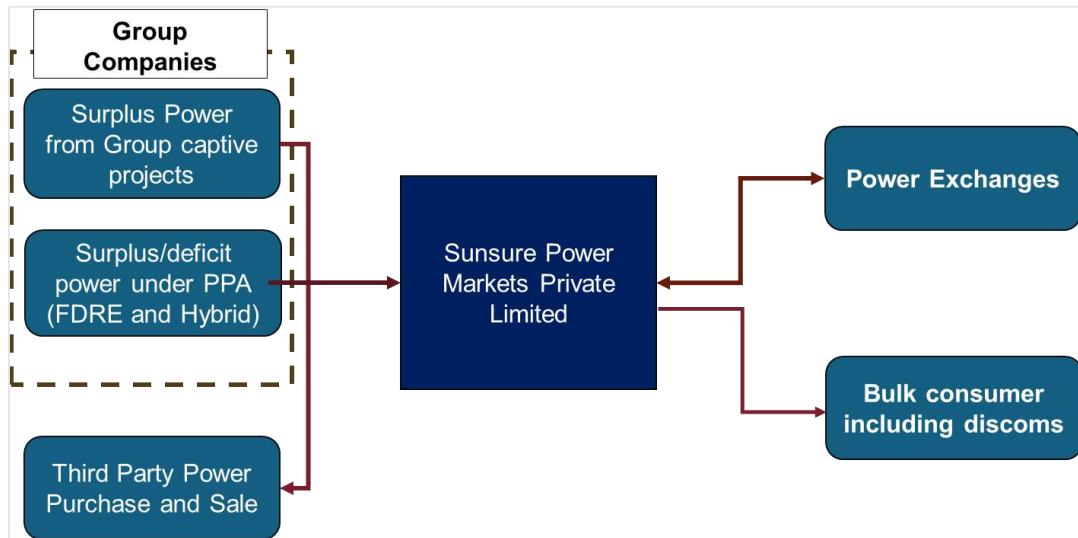 Group
Companies
Surplus Power
from Group captive
projects
Surplus/deficit
power under PPA
(FDRE and Hybrid)
Third Party Power
Purchase and Sale
Sunsure Power
Markets Private
Limited
Power Exchanges
Bulk consumer
including discoms